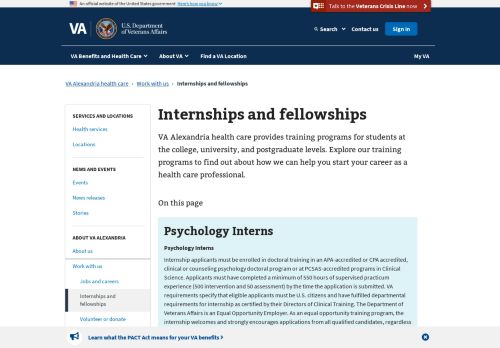 An official website of the United States government Here's how you know
Talk to the Veterans Crisis Line now
VA
U.S. Department
of Veterans Affairs
Search
Contact us
Sign in
VA Benefits and Health Care
About VA
Find a VA Location
My VA
VA Alexandria health care › Work with us › Internships and fellowships
SERVICES AND LOCATIONS
Health services
Locations
NEWS AND EVENTS
Events
News releases
Stories
ABOUT VA ALEXANDRIA
About us
Work with us
Jobs and careers
Internships and
fellowships
Volunteer or donate
Internships and fellowships
VA Alexandria health care provides training programs for students at
the college, university, and postgraduate levels. Explore our training
programs to find out about how we can help you start your career as a
health care professional.
On this page
Psychology Interns
Psychology Interns
Internship applicants must be enrolled in doctoral training in an APA-accredited or CPA accredited,
clinical or counseling psychology doctoral program or at PCSAS-accredited programs in Clinical
Science. Applicants must have completed a minimum of 550 hours of supervised practicum
experience (500 intervention and 50 assessment) by the time the application is submitted. VA
requirements specify that eligible applicants must be U.S. citizens and have fulfilled departmental
requirements for internship as certified by their Directors of Clinical Training. The Department of
Veterans Affairs is an Equal Opportunity Employer. As an equal opportunity training program, the
internship welcomes and strongly encourages applications from all qualified candidates, regardless
Learn what the PACT Act means for your VA benefits